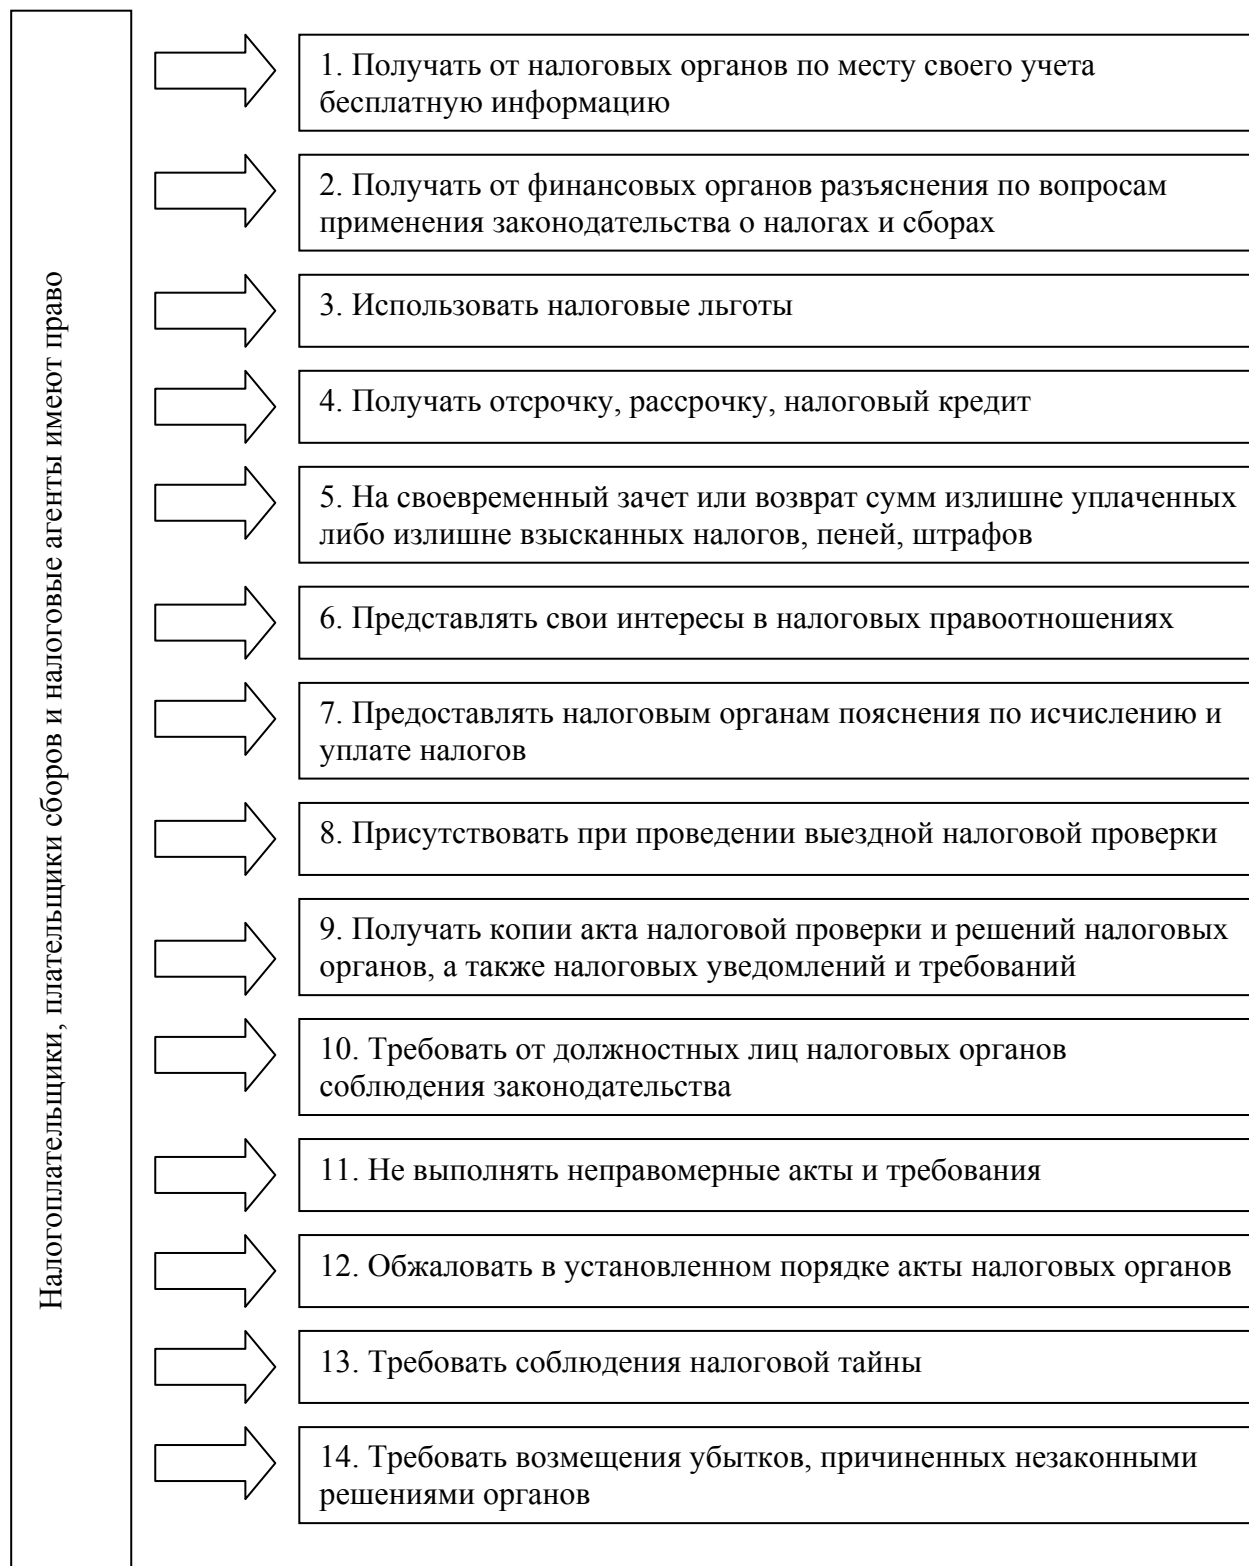 Налогоплательщики, плательщики сборов и налоговые агенты имеют право
1. Получать от налоговых органов по месту своего учета
бесплатную информацию
2. Получать от финансовых органов разъяснения по вопросам
применения законодательства о налогах и сборах
3. Использовать налоговые льготы
4. Получать отсрочку, рассрочку, налоговый кредит
5. На своевременный зачет или возврат сумм излишне уплаченных
либо излишне взысканных налогов, пеней, штрафов
6. Представлять свои интересы в налоговых правоотношениях
7. Предоставлять налоговым органам пояснения по исчислению и
уплате налогов
8. Присутствовать при проведении выездной налоговой проверки
9. Получать копии акта налоговой проверки и решений налоговых
органов, а также налоговых уведомлений и требований
10. Требовать от должностных лиц налоговых органов
соблюдения законодательства
11. Не выполнять неправомерные акты и требования
12. Обжаловать в установленном порядке акты налоговых органов
13. Требовать соблюдения налоговой тайны
14. Требовать возмещения убытков, причиненных незаконными
решениями органов